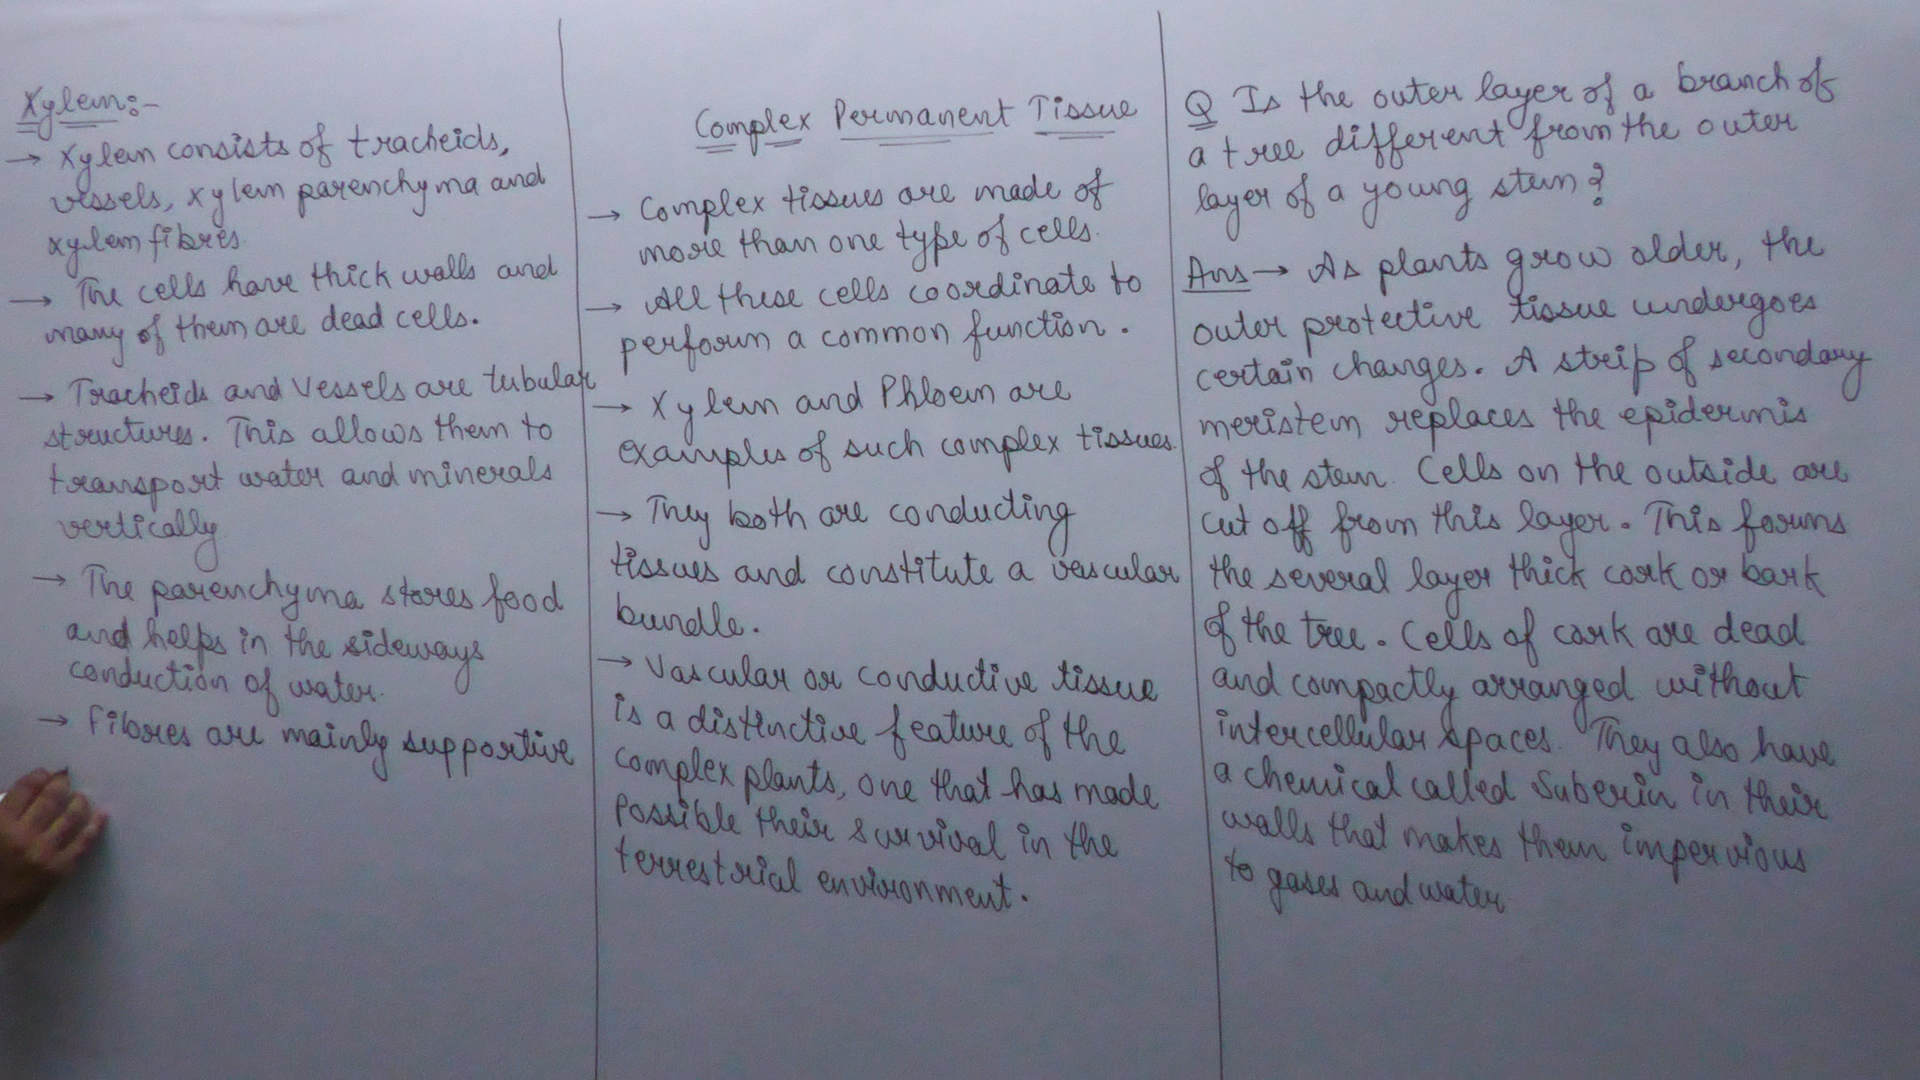 Xylem:-
→ Xylem consists of tracheids,
vessels, xylem parenchyma and
xylem fibres.
→ The cells have thick walls and
many of them are dead cells.
→ Tracheids and Vessels are tubular
structures. This allows them to
transport water and minerals
vertically
→ The parenchyma stores food
and helps in the sideways
conduction of water.
→ Fibres are mainly supportive
Complex Permanent Tissue
→ Complex tissues are made of
more than one type of cells.
→ All these cells coordinate to
perform a common function.
→ Xylem and Phloem are
examples of such complex tissues.
→ They both are conducting
tissues and constitute a vascular
bundle.
→ Vascular or conductive tissue
is a distinctive feature of the
complex plants, one that has made
possible their survival in the
terrestrial environment.
Q Is the outer layer of a branch of
a tree different from the outer
layer of a young stem?
Ans → As plants grow older, the
outer protective tissue undergoes
certain changes. A strip of secondary
meristem replaces the epidermis
of the stem. Cells on the outside are
cut off from this layer. This forms
the several layer thick cork or bark
of the tree. Cells of cork are dead
and compactly arranged without
intercellular spaces. They also have
a chemical called Suberin in their
walls that makes them impervious
to gases and water